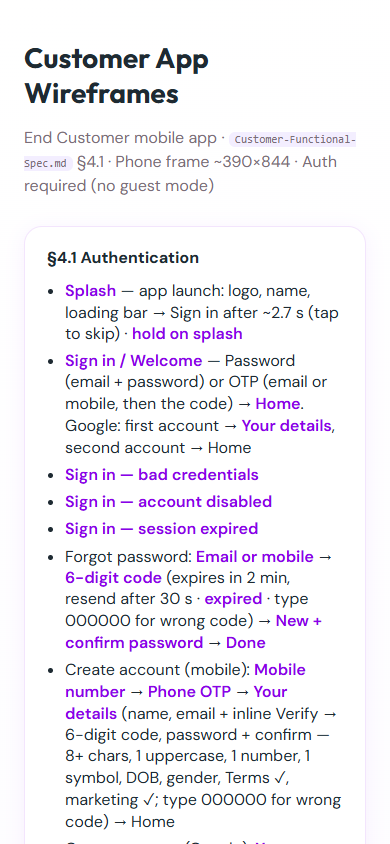 Customer App
Wireframes
End Customer mobile app · Customer-Functional-
Spec.md §4.1 · Phone frame ~390×844 · Auth
required (no guest mode)
§4.1 Authentication
• Splash — app launch: logo, name,
loading bar → Sign in after ~2.7 s (tap
to skip) · hold on splash
• Sign in / Welcome — Password
(email + password) or OTP (email or
mobile, then the code) → Home.
Google: first account → Your details,
second account → Home
• Sign in — bad credentials
• Sign in — account disabled
• Sign in — session expired
• Forgot password: Email or mobile →
6-digit code (expires in 2 min,
resend after 30 s · expired · type
000000 for wrong code) → New +
confirm password → Done
• Create account (mobile): Mobile
number → Phone OTP → Your
details (name, email + inline Verify →
6-digit code, password + confirm —
8+ chars, 1 uppercase, 1 number, 1
symbol, DOB, gender, Terms ✓,
marketing ✓; type 000000 for wrong
code) → Home